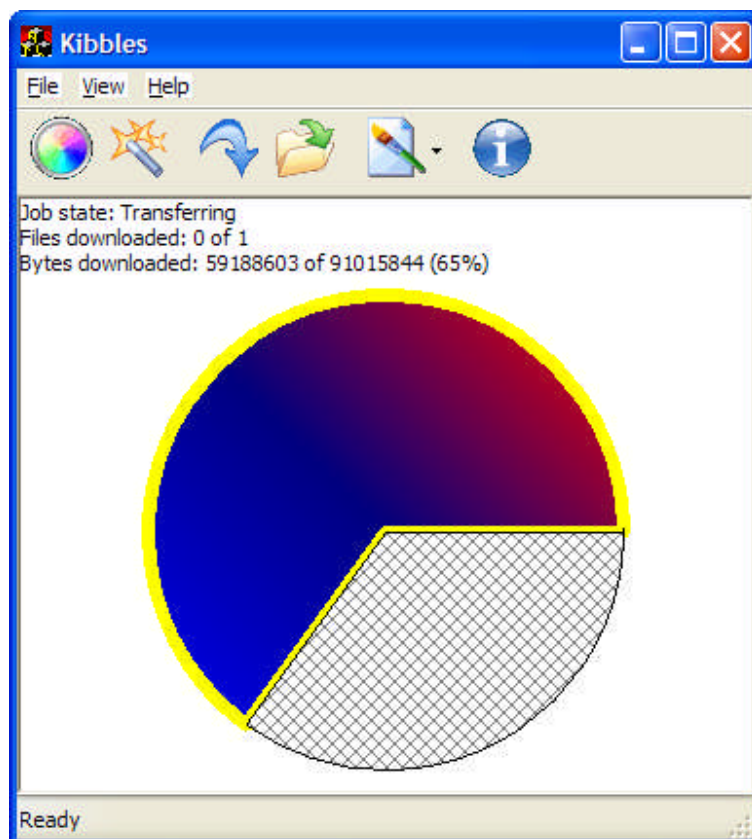 Kibbles
File View Help
Job state: Transferring
Files downloaded: 0 of 1
Bytes downloaded: 59188603 of 91015844 (65%)
Ready